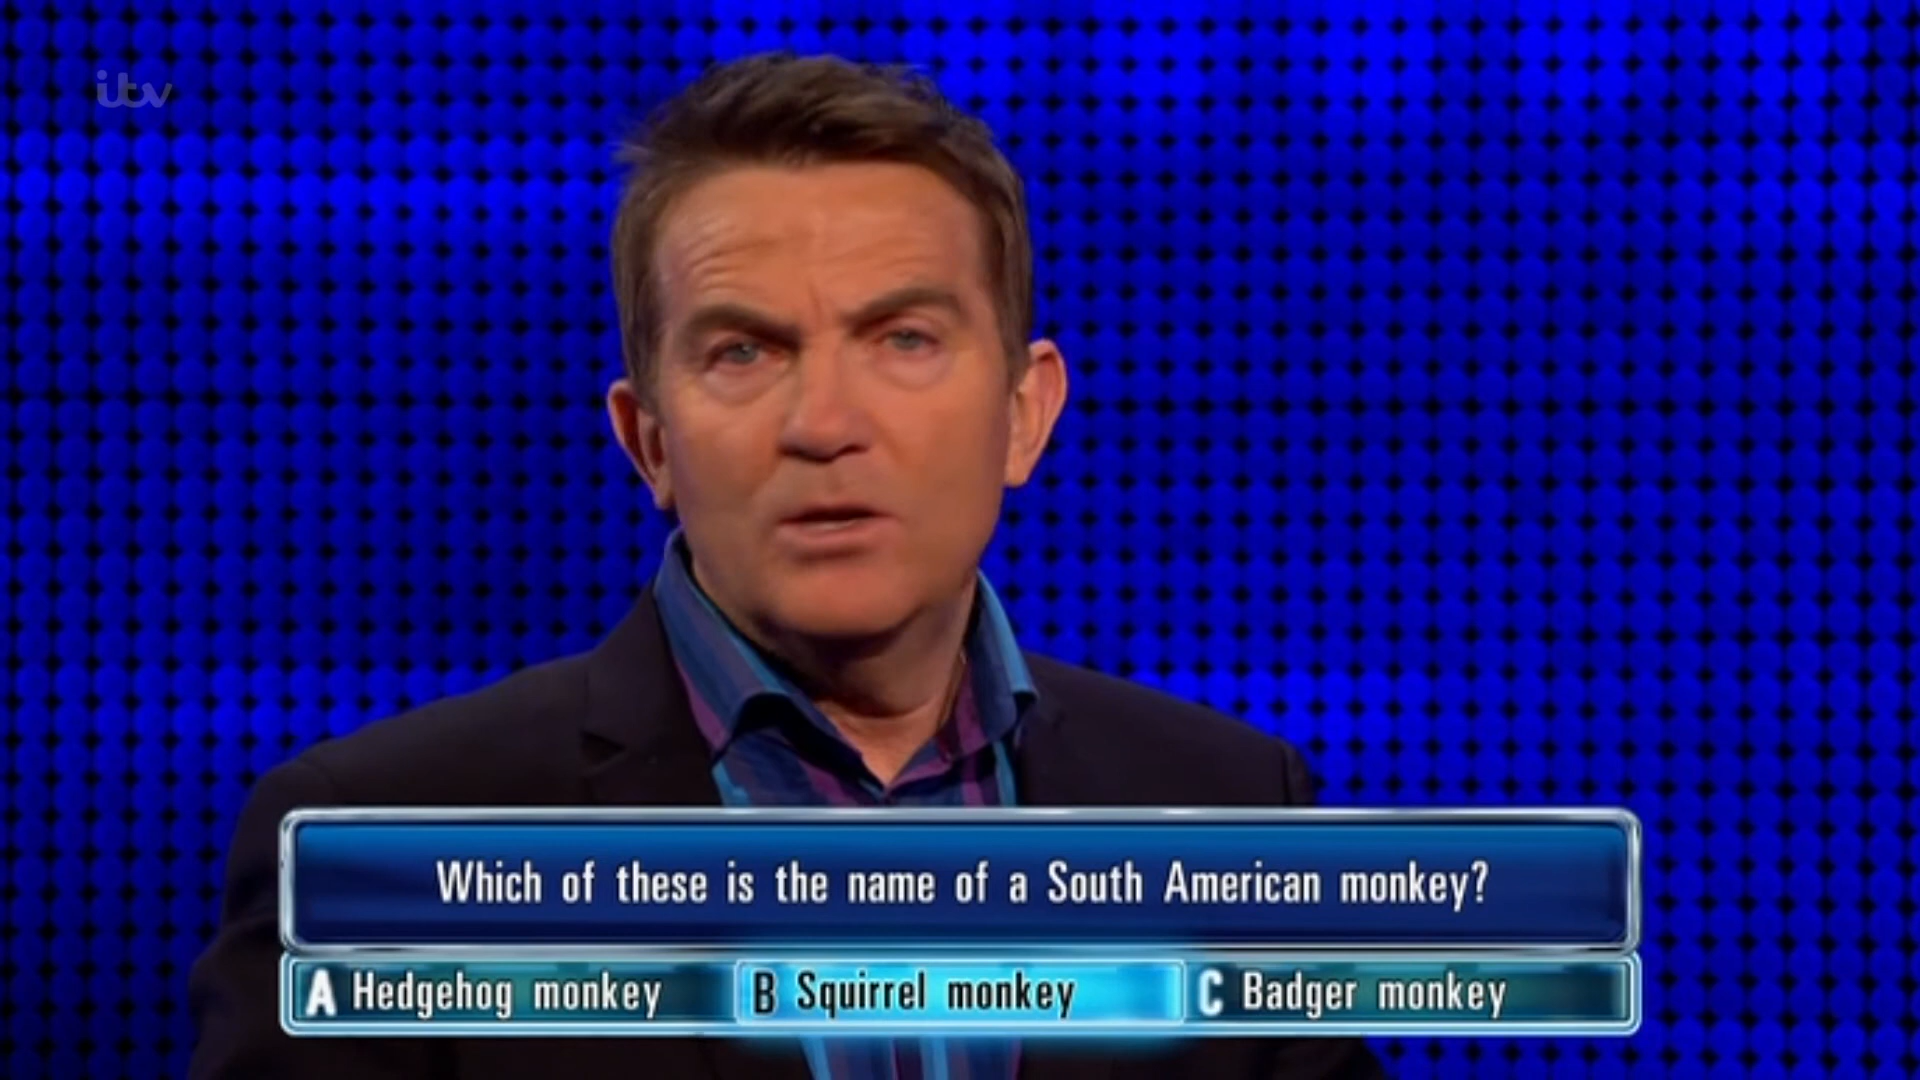 itv
Which of these is the name of a South American monkey?
A Hedgehog monkey
B Squirrel monkey
C Badger monkey